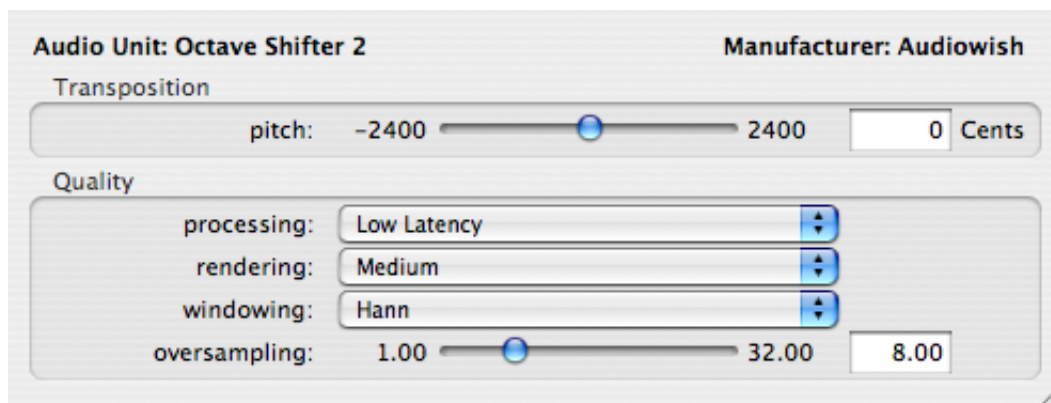 Audio Unit: Octave Shifter 2 Manufacturer: Audiowish
Transposition
pitch: -2400 2400 0 Cents
Quality
processing: Low Latency
rendering: Medium
windowing: Hann
oversampling: 1.00 32.00 8.00